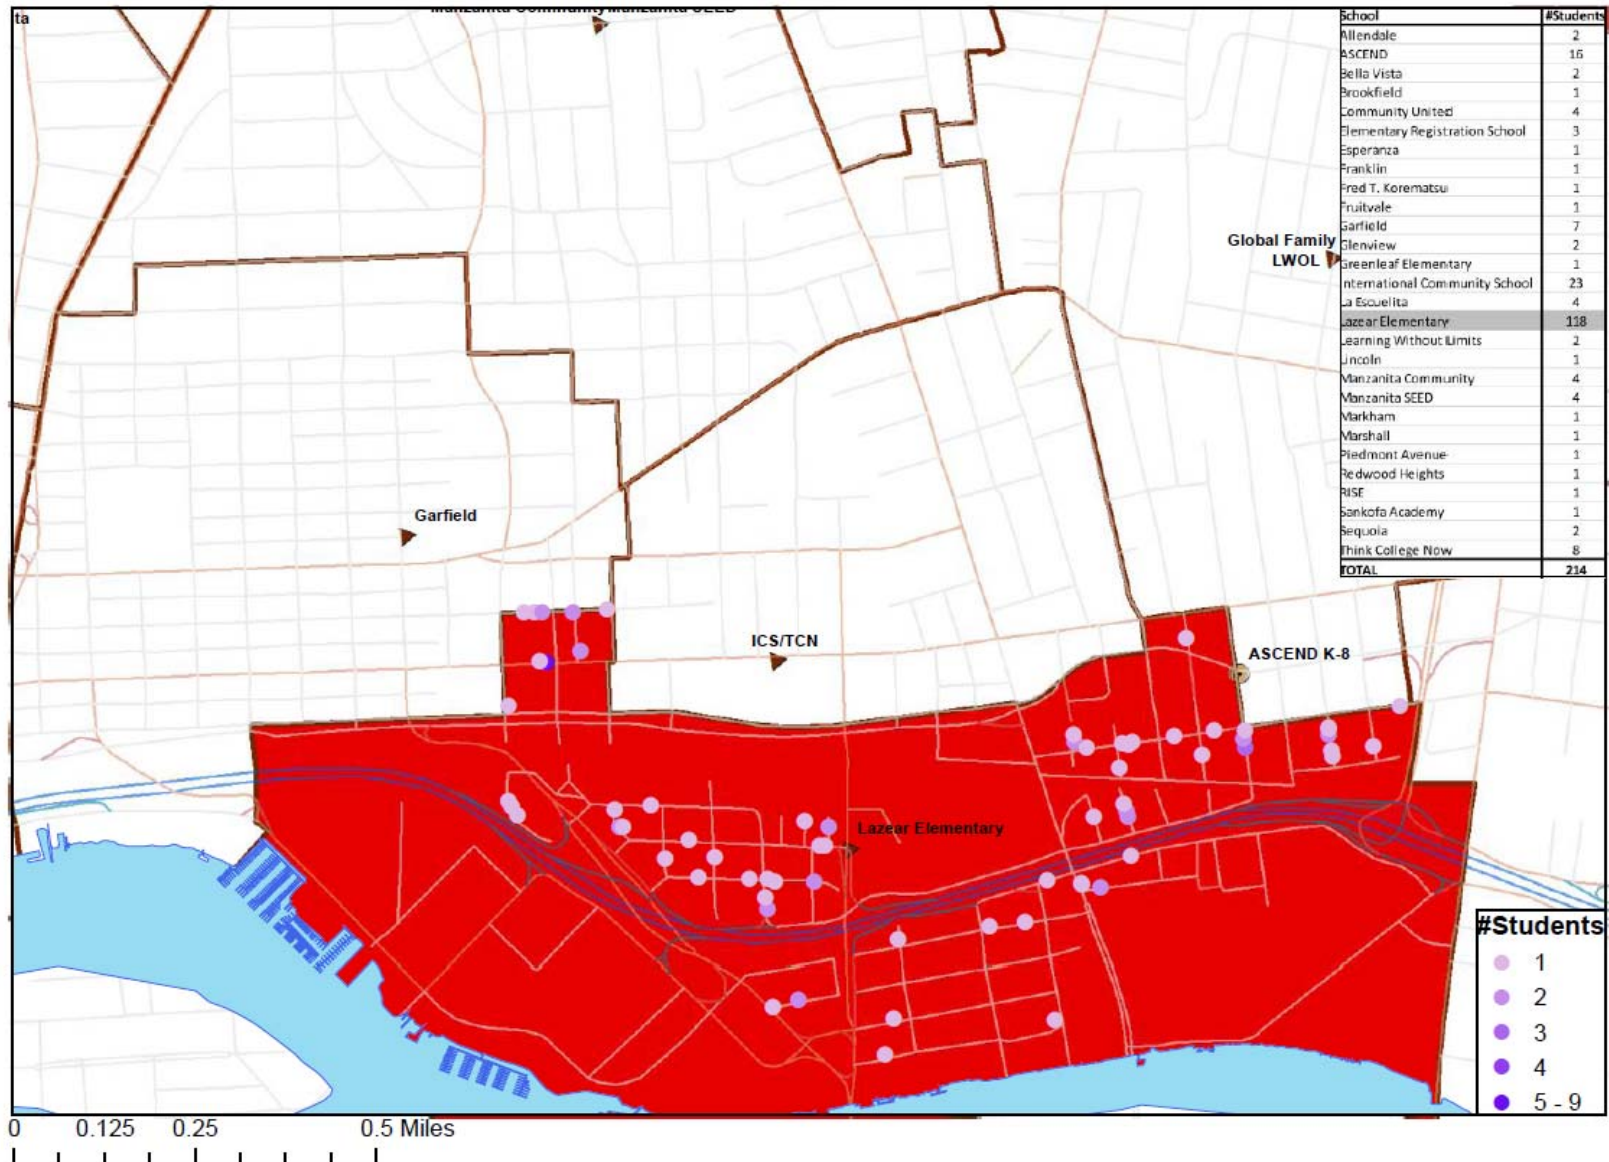 ta
Manzanita Community Manzanita SEED
School #Students
Allendale 2
ASCEND 16
Bella Vista 2
Brookfield 1
Community United 4
Elementary Registration School 3
Esperanza 1
Franklin 1
Fred T. Korematsu 1
Fruitvale 1
Garfield 7
Glenview 2
Greenleaf Elementary 1
International Community School 23
La Escuelita 4
Lazear Elementary 118
Learning Without Limits 2
Lincoln 1
Manzanita Community 4
Manzanita SEED 4
Markham 1
Marshall 1
Piedmont Avenue 1
Redwood Heights 1
RISE 1
Sankofa Academy 1
Sequoia 2
Think College Now 8
TOTAL 214
Global Family
LWOL
Garfield
ICS/TCN
ASCEND K-8
Lazear Elementary
#Students
1
2
3
4
5 - 9
0 0.125 0.25 0.5 Miles